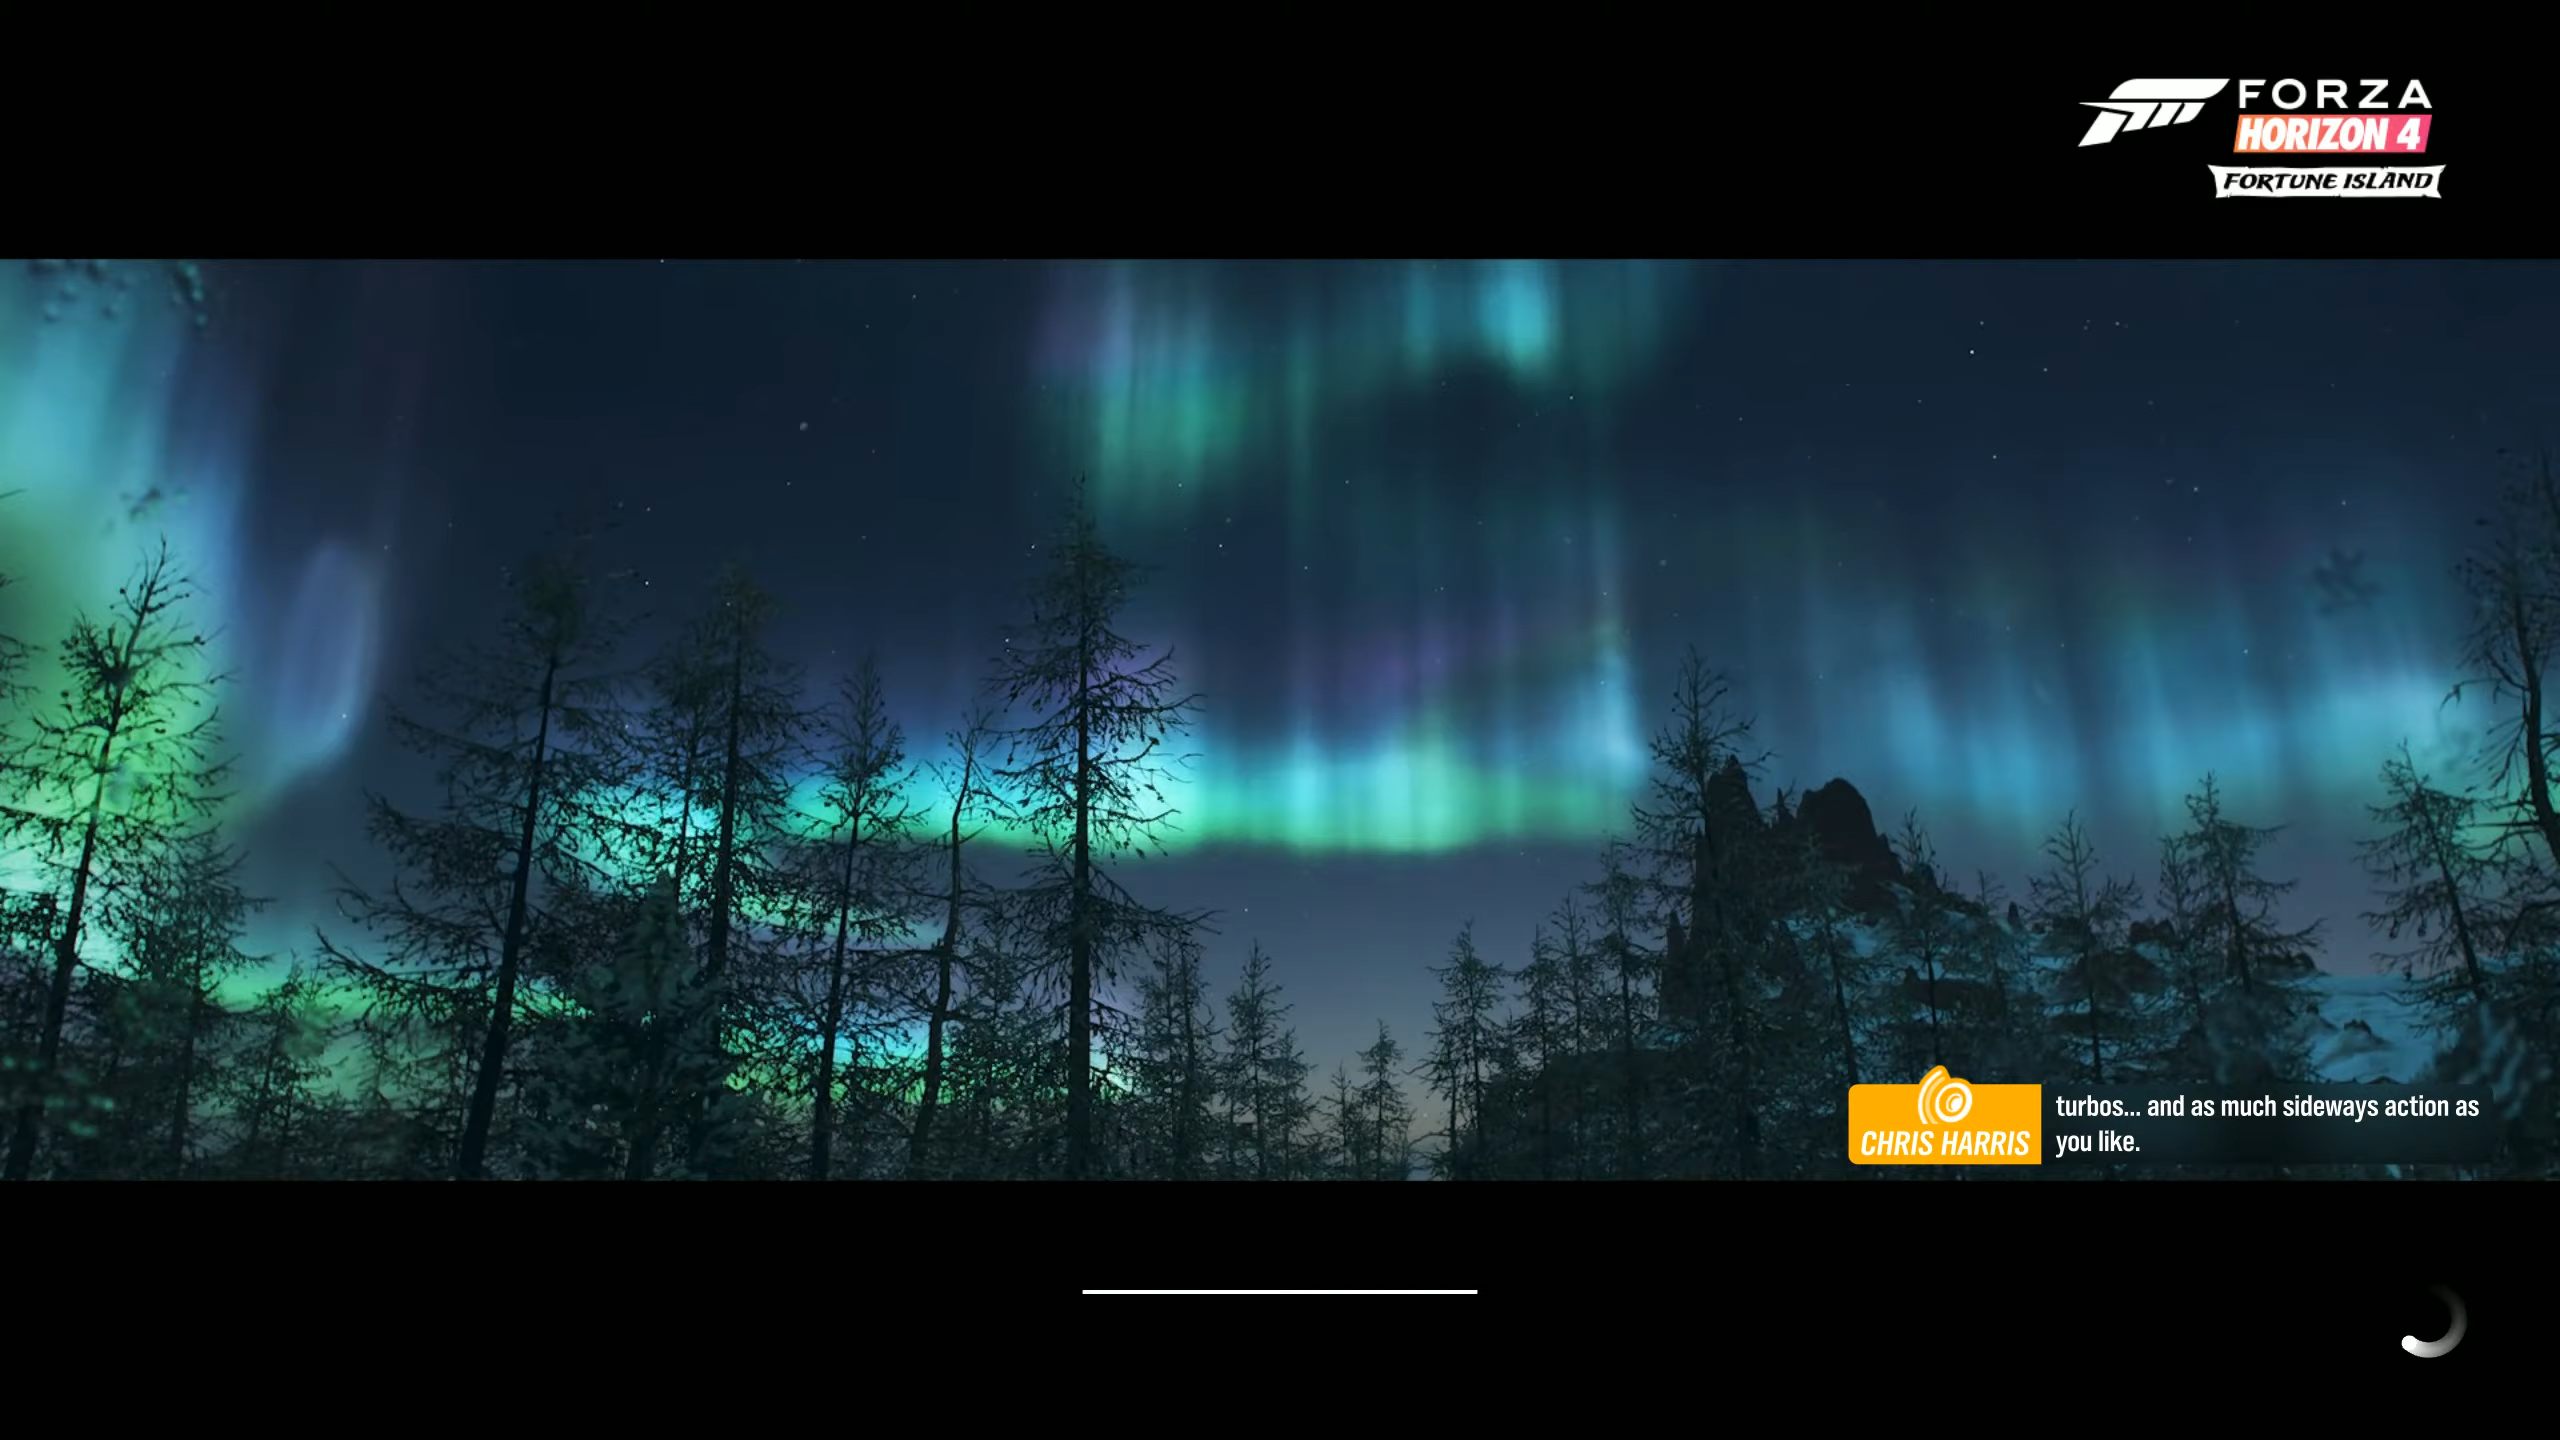 FORZA
HORIZON 4
FORTUNE ISLAND
CHRIS HARRIS
turbos... and as much sideways action as
you like.